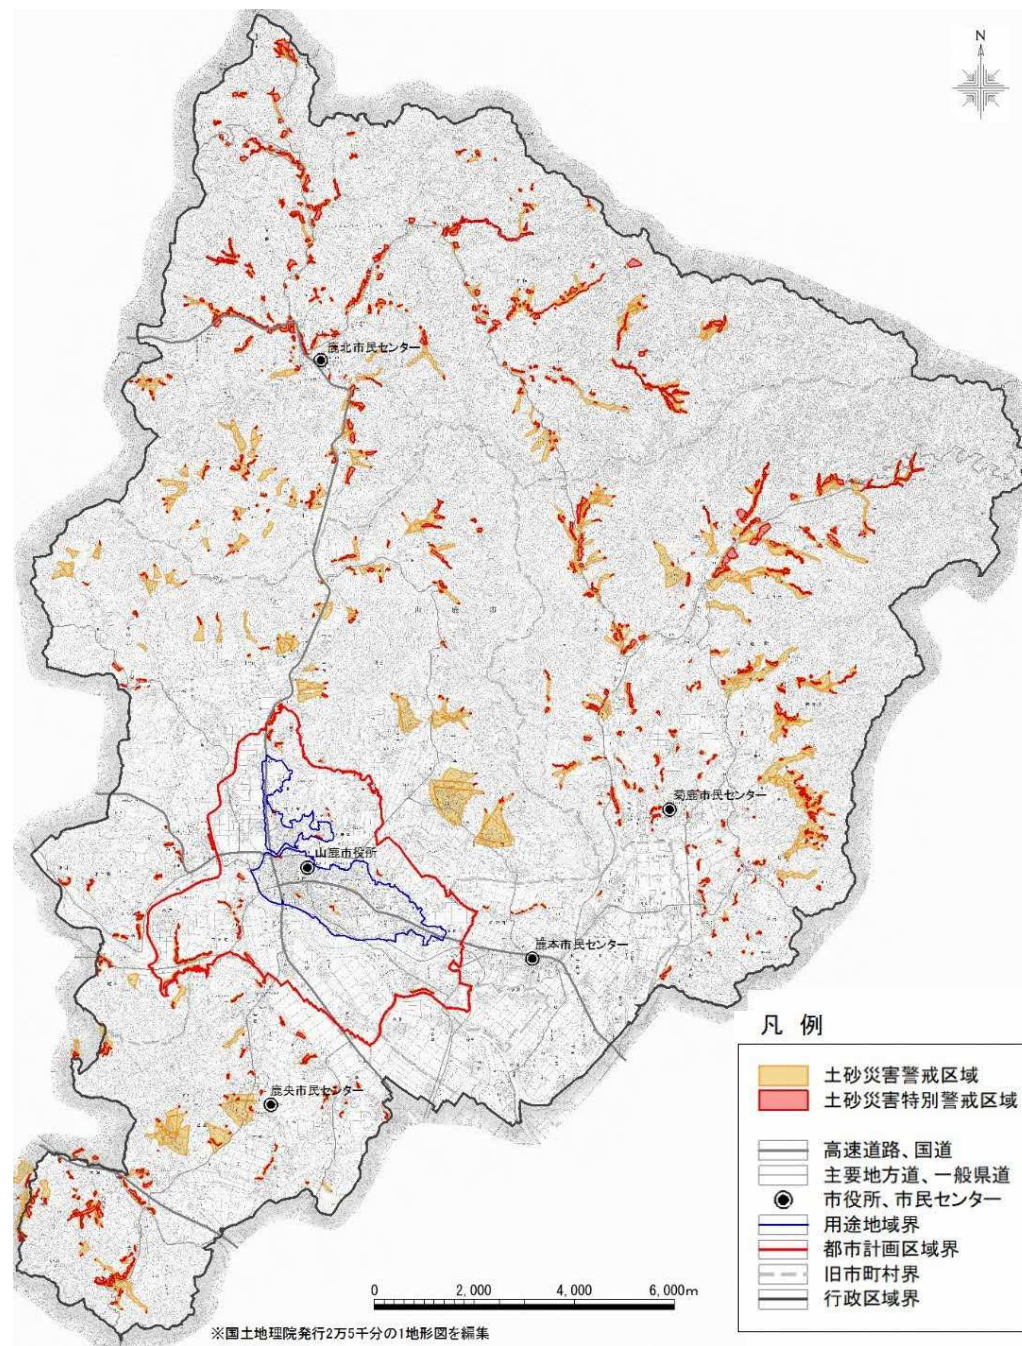 N
鹿北市民センター
山鹿市
菊鹿市民センター
山鹿市役所
鹿本市民センター
鹿央市民センター
凡 例
土砂災害警戒区域
土砂災害特別警戒区域
高速道路、国道
主要地方道、一般県道
市役所、市民センター
用途地域界
都市計画区域界
旧市町村界
行政区域界
0 2,000 4,000 6,000m
※国土地理院発行2万5千分の1地形図を編集